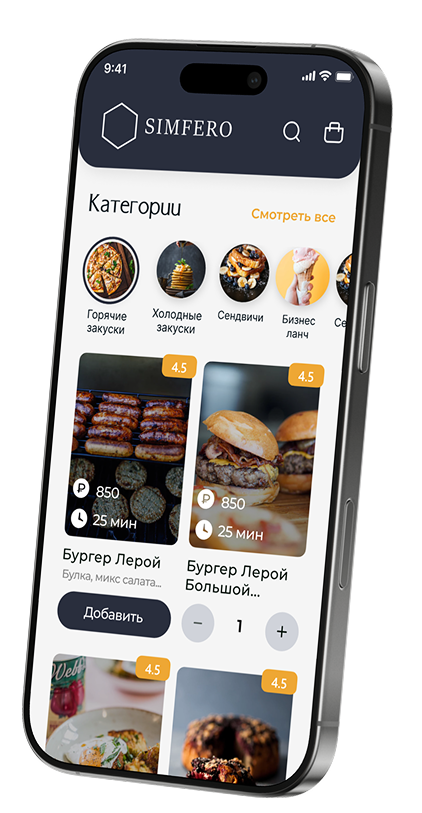 9:41
SIMFERO
Категории
Смотреть все
Горячие
закуски
Холодные
закуски
Сендвичи
Бизнес
ланч
4.5
₽ 850
25 мин
Бургер Лерой
Булка, микс салата...
Добавить
4.5
₽ 850
25 мин
Бургер Лерой
Большой...
− 1 +
4.5
4.5